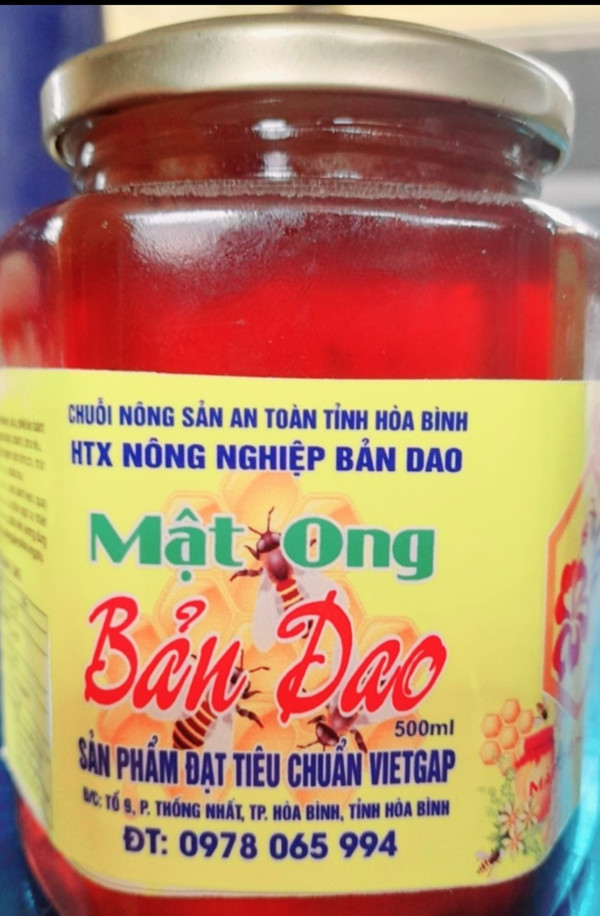 CHUỖI NÔNG SẢN AN TOÀN TỈNH HÒA BÌNH
HTX NÔNG NGHIỆP BẢN DAO
Mật Ong
Bản Dao
500ml
SẢN PHẨM ĐẠT TIÊU CHUẨN VIETGAP
Đ/C: TỔ 9, P. THỐNG NHẤT, TP. HÒA BÌNH, TỈNH HÒA BÌNH
ĐT: 0978 065 994